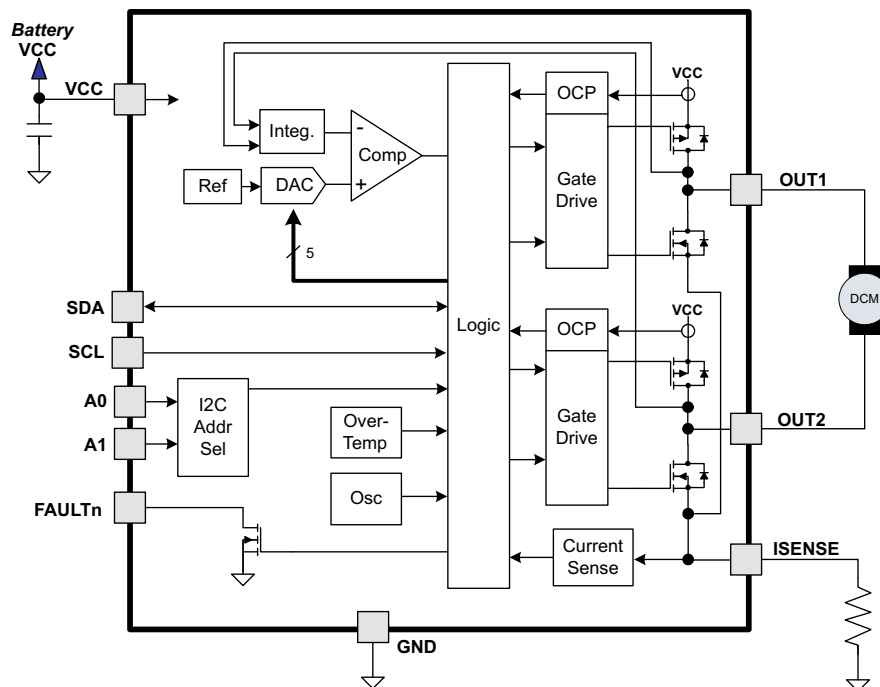 Battery
VCC
VCC
Integ.
-
Comp
+
Ref
DAC
5
Logic
OCP
Gate
Drive
VCC
OUT1
DCM
SDA
SCL
A0
A1
I2C
Addr
Sel
Over-
Temp
Osc
OCP
Gate
Drive
VCC
OUT2
FAULTn
Current
Sense
ISENSE
GND